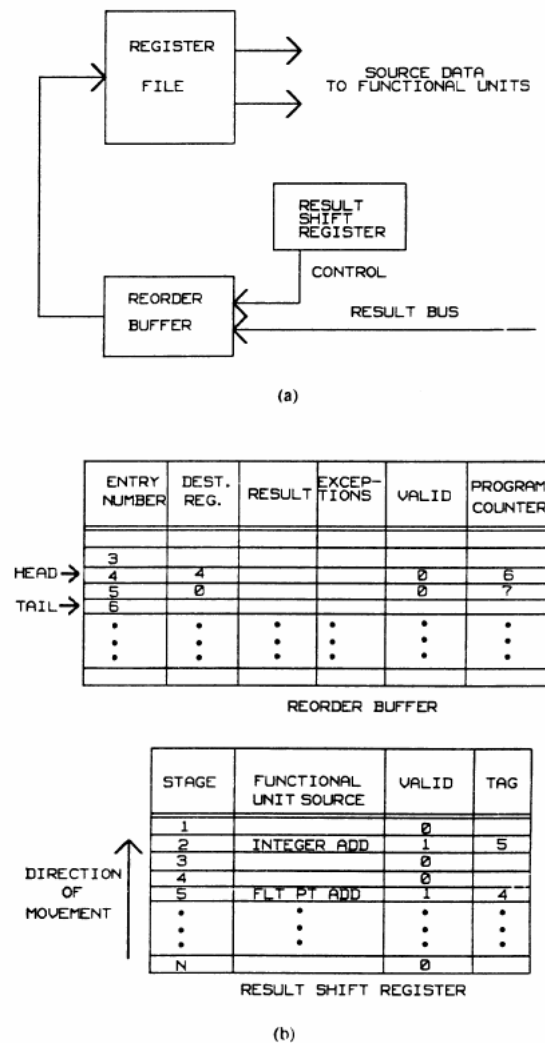 REGISTER
FILE
SOURCE DATA
TO FUNCTIONAL UNITS
RESULT
SHIFT
REGISTER
CONTROL
REORDER
BUFFER
RESULT BUS
(a)
ENTRY NUMBER DEST. REG. RESULT EXCEP-TIONS VALID PROGRAM COUNTER
3
HEAD → 4 4 0 6
5 0 0 7
TAIL → 6
REORDER BUFFER
STAGE FUNCTIONAL UNIT SOURCE VALID TAG
1 0
2 INTEGER ADD 1 5
3 0
4 0
5 FLT PT ADD 1 4
N 0
DIRECTION
OF
MOVEMENT
RESULT SHIFT REGISTER
(b)